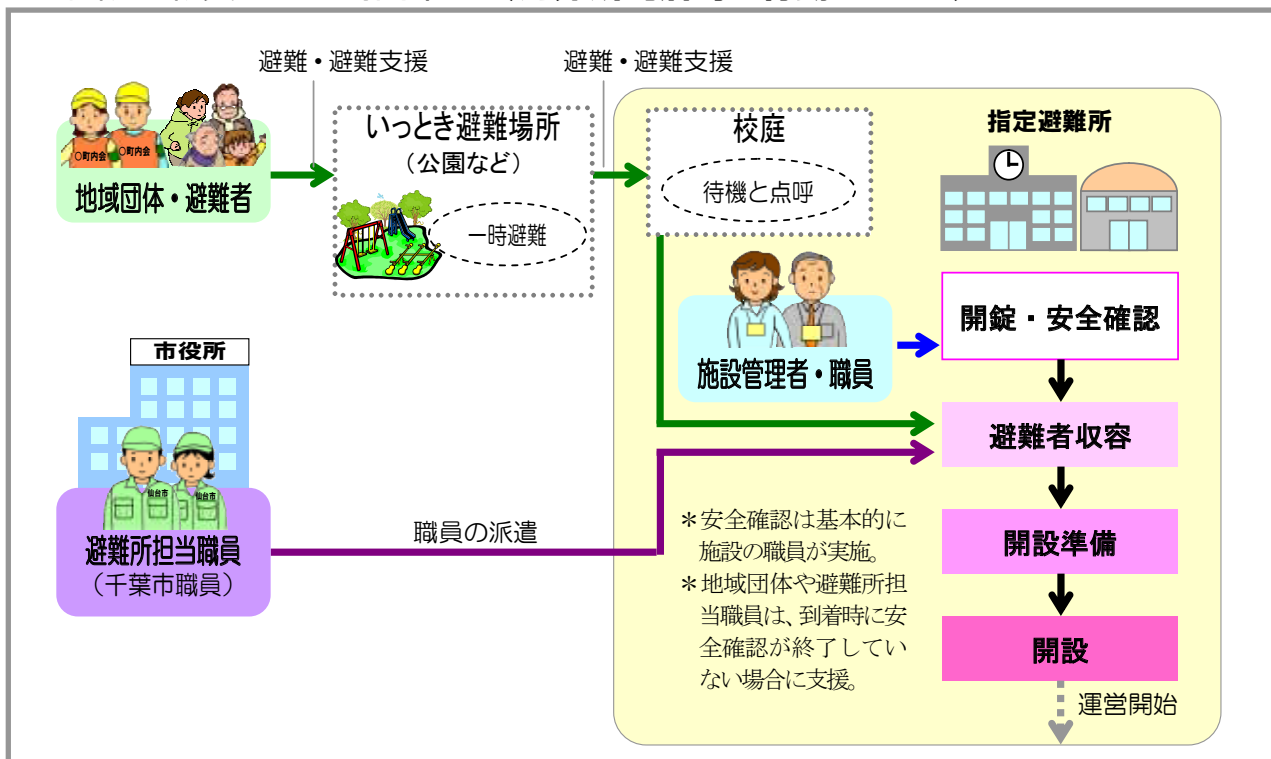 避難・避難支援
避難・避難支援
○町内会
○町内会
地域団体・避難者
いっとき避難場所
（公園など）
一時避難
校庭
待機と点呼
指定避難所
施設管理者・職員
開錠・安全確認
避難者収容
開設準備
開設
運営開始
市役所
仙台市
仙台市
避難所担当職員
（千葉市職員）
職員の派遣
＊安全確認は基本的に
施設の職員が実施。
＊地域団体や避難所担
当職員は、到着時に安
全確認が終了してい
ない場合に支援。